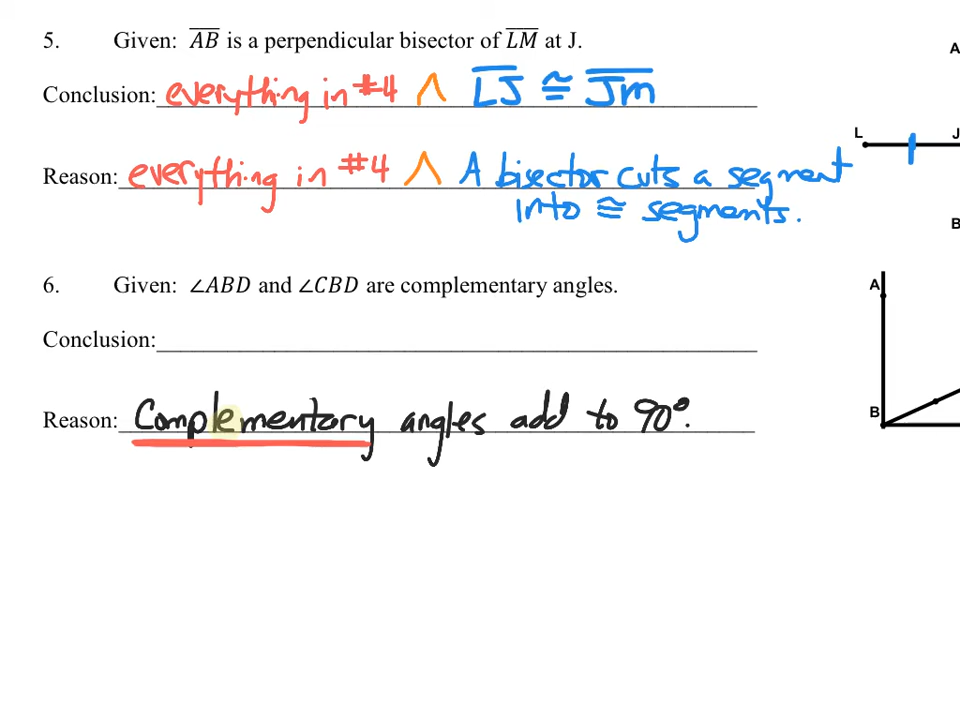 5. Given: AB is a perpendicular bisector of LM at J.
A
Conclusion: everything in #4 ∧ LJ ≅ JM
L J
Reason: everything in #4 ∧ A bisector cuts a segment
into ≅ segments.
B
6. Given: ∠ABD and ∠CBD are complementary angles.
A
Conclusion:
Reason: Complementary angles add to 90°.
B